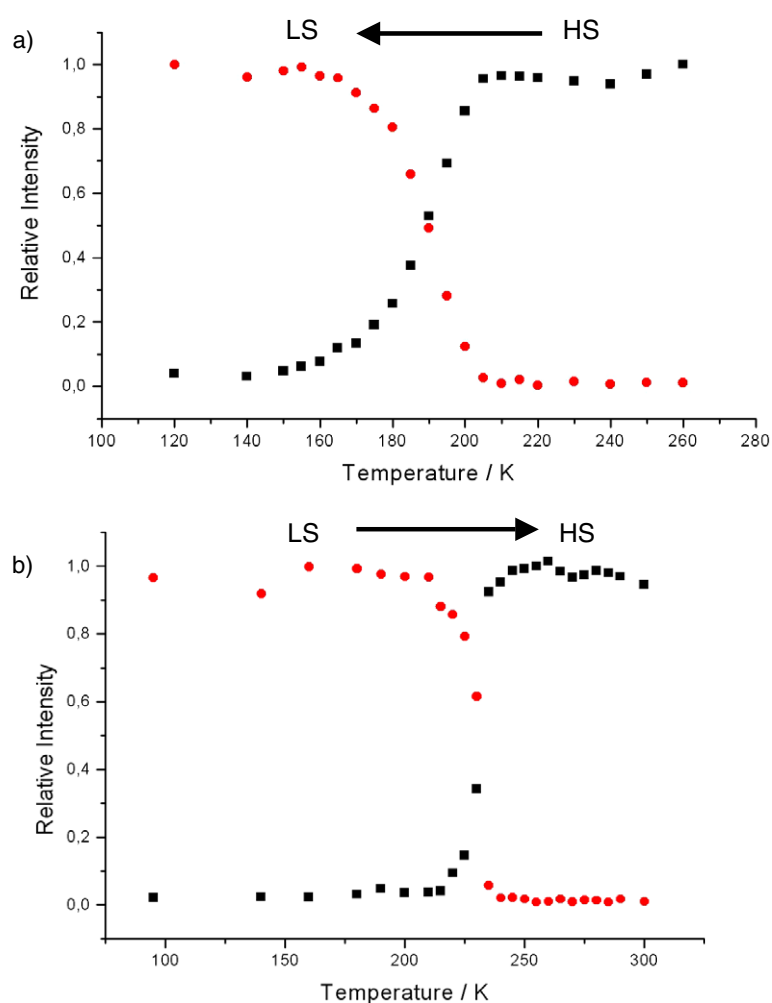 a)
LS HS
1,0
0,8
0,6
0,4
0,2
0,0
Relative Intensity
100 120 140 160 180 200 220 240 260 280
Temperature / K
b)
LS HS
1,0
0,8
0,6
0,4
0,2
0,0
Relative Intensity
100 150 200 250 300
Temperature / K